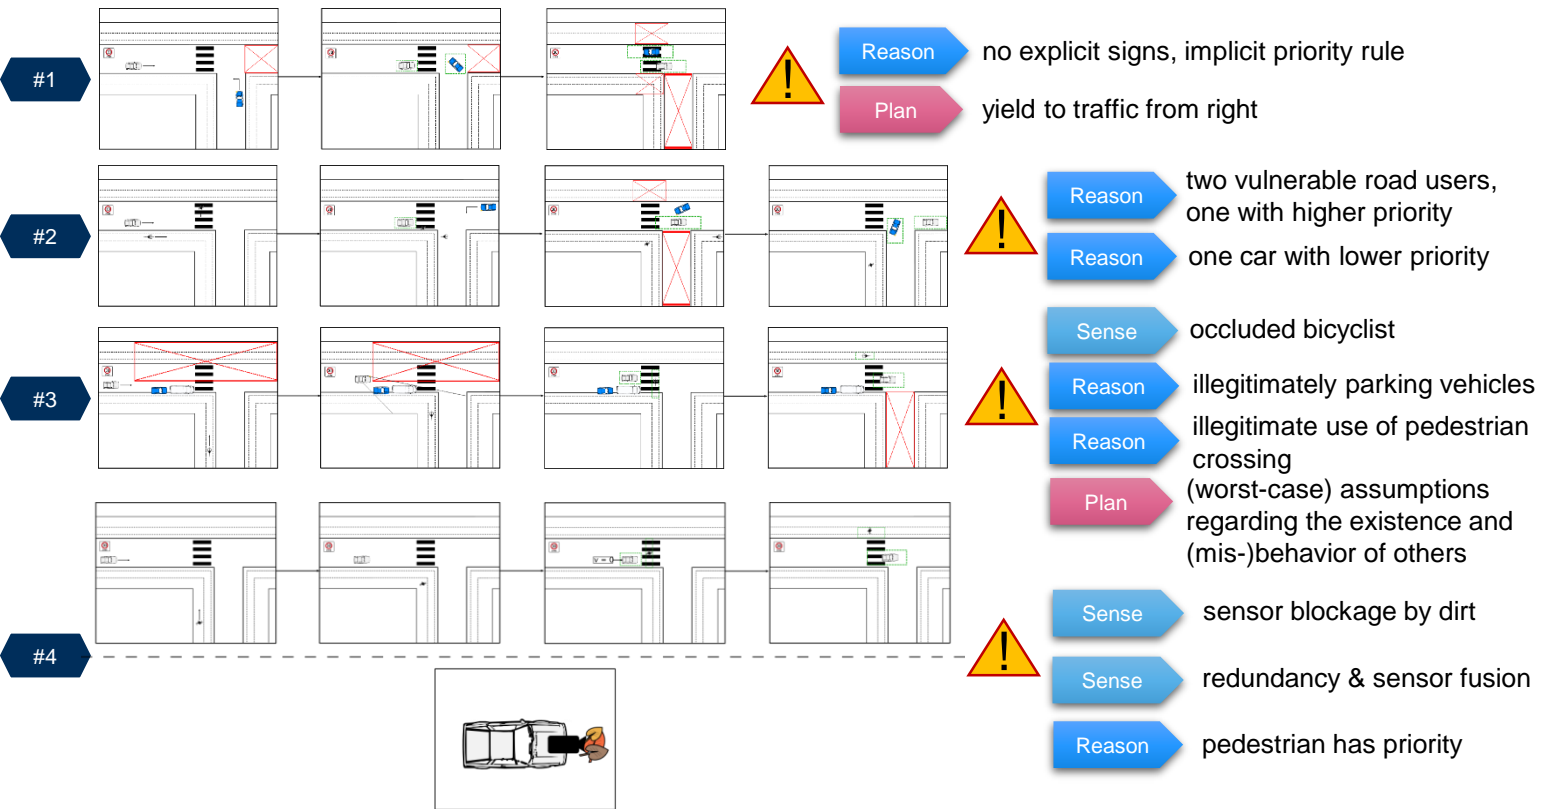 #1
Reason
no explicit signs, implicit priority rule
Plan
yield to traffic from right
#2
Reason
two vulnerable road users,
one with higher priority
Reason
one car with lower priority
#3
Sense
occluded bicyclist
Reason
illegitimately parking vehicles
Reason
illegitimate use of pedestrian
crossing
Plan
(worst-case) assumptions
regarding the existence and
(mis-)behavior of others
#4
Sense
sensor blockage by dirt
Sense
redundancy & sensor fusion
Reason
pedestrian has priority